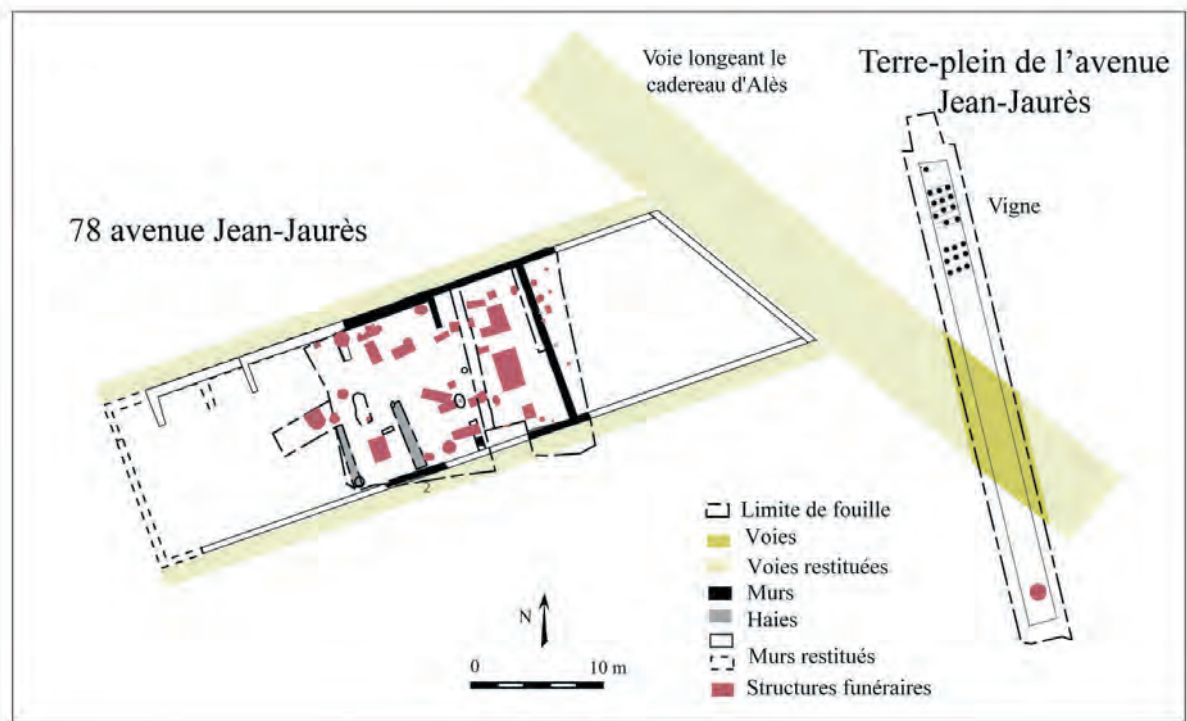 Voie longeant le
cadereau d'Alès
Terre-plein de l'avenue
Jean-Jaurès
78 avenue Jean-Jaurès
Vigne
2
Limite de fouille
Voies
Voies restituées
Murs
Haies
Murs restitués
Structures funéraires
N
0 10 m